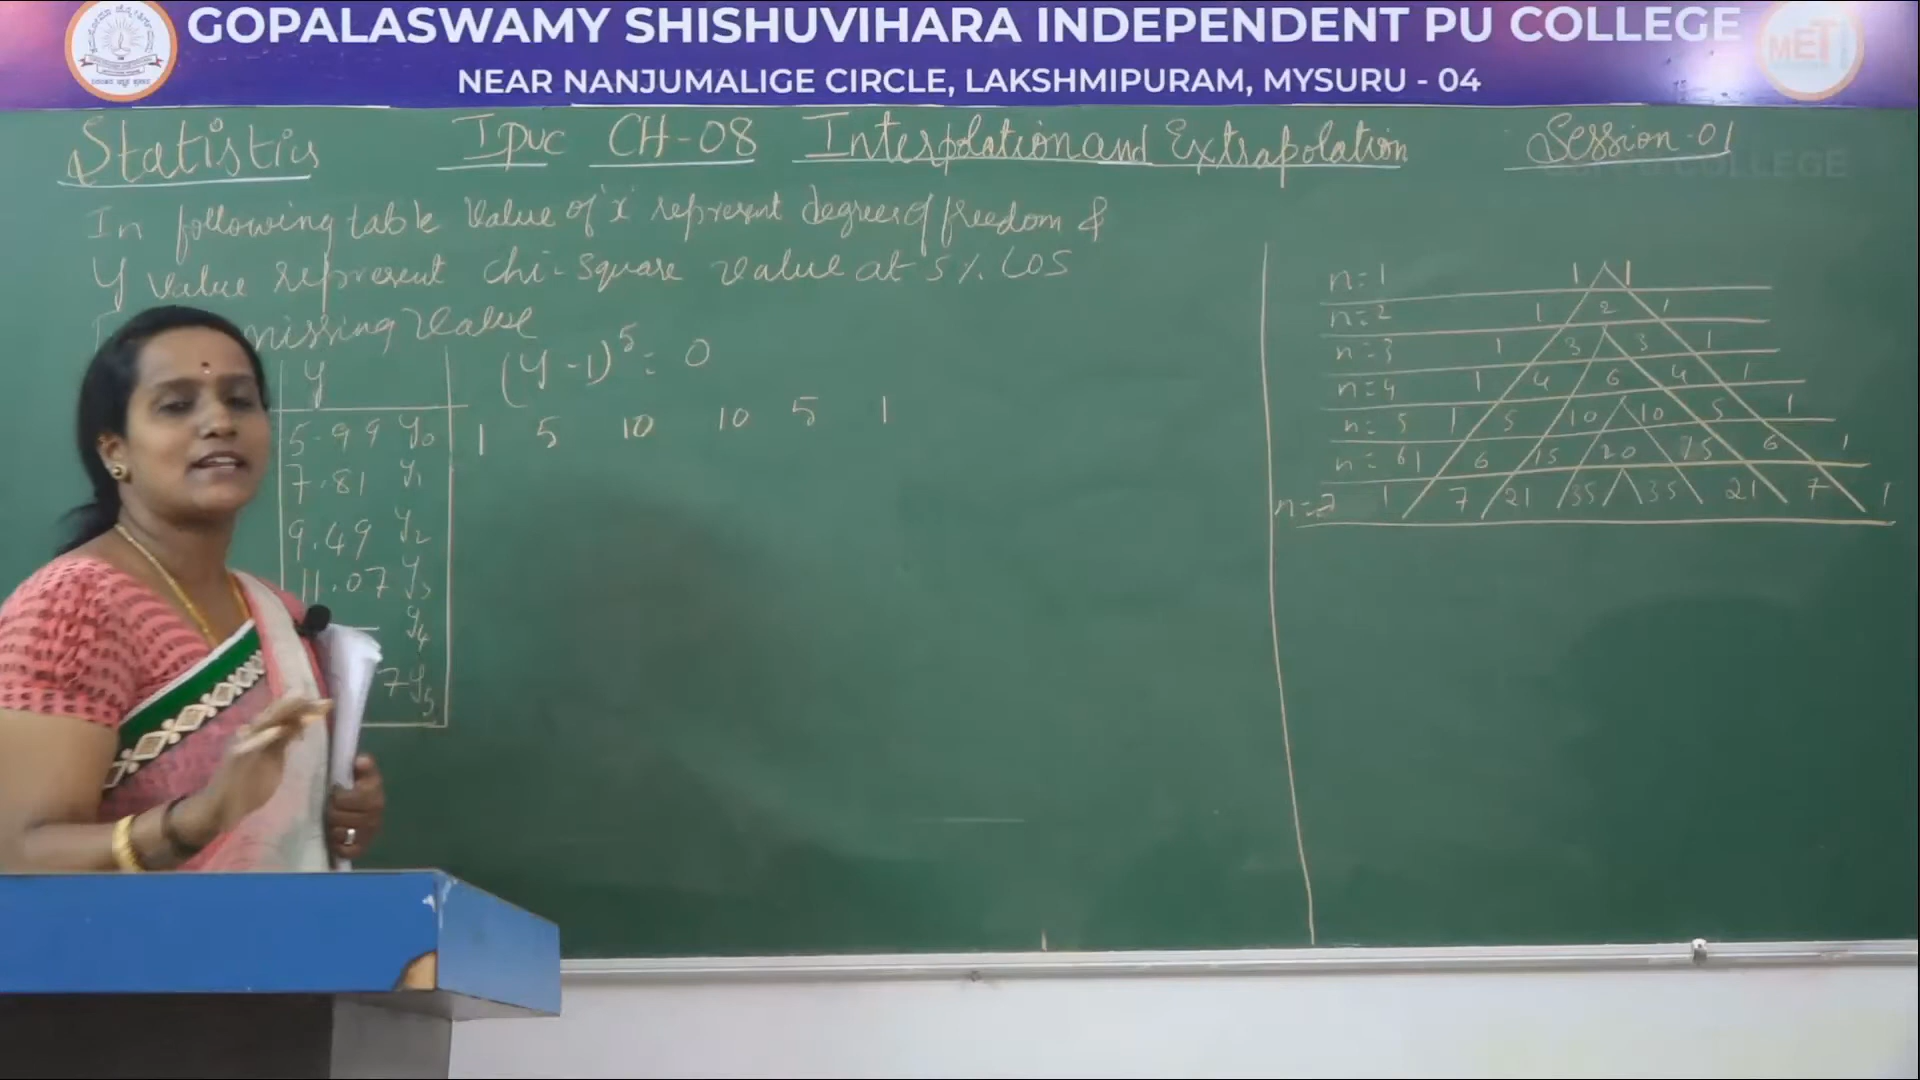 GOPALASWAMY SHISHUVIHARA INDEPENDENT PU COLLEGE
NEAR NANJUMALIGE CIRCLE, LAKSHMIPURAM, MYSURU - 04
MET
Statistics I PUC CH-08 Interpolation and Extrapolation Session-01
COLLEGE
In following table Value of 'x' represent degrees of freedom &
Y value represent chi-square value at 5% LOS
missing value
y
(y-1)^5 = 0
1 5 10 10 5 1
5.99 y0
7.81 y1
9.49 y2
11.07 y3
— y4
7 y5
n=1 1 1
n=2 1 2 1
n=3 1 3 3 1
n=4 1 4 6 4 1
n=5 1 5 10 10 5 1
n=6 1 6 15 20 15 6 1
n=7 1 7 21 35 35 21 7 1